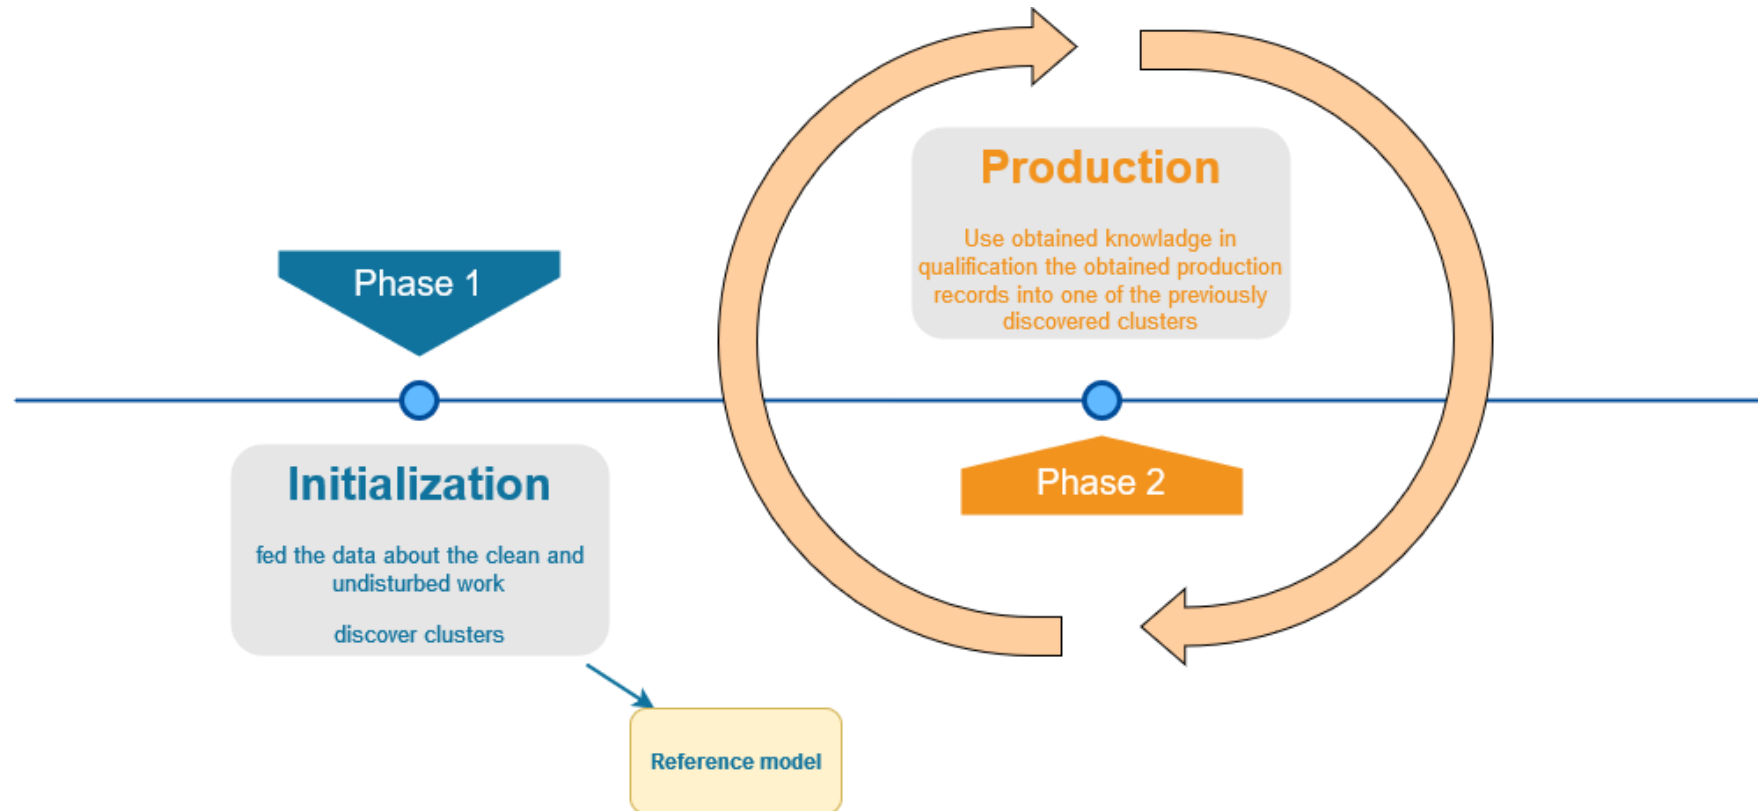 Phase 1
Initialization
fed the data about the clean and
undisturbed work
discover clusters
Reference model
Production
Use obtained knowladge in
qualification the obtained production
records into one of the previously
discovered clusters
Phase 2